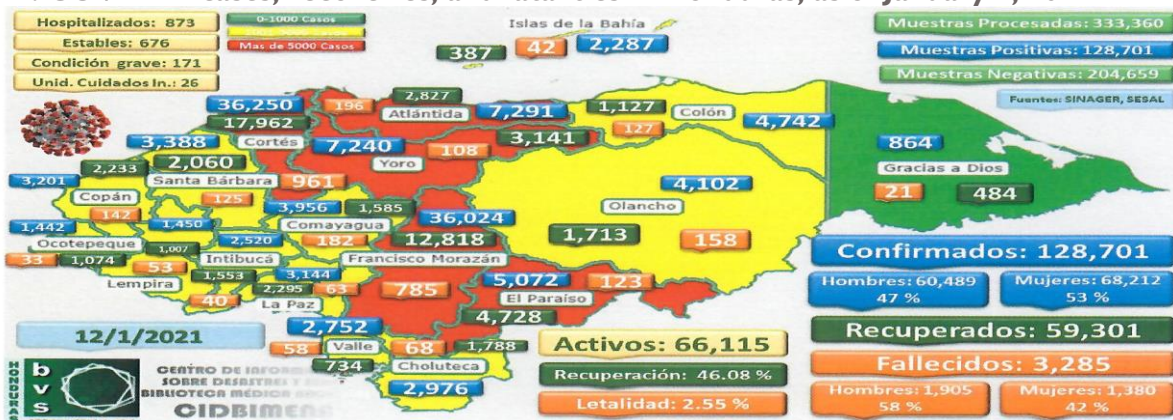 Hospitalizados: 873
Estables: 676
Condición grave: 171
Unid. Cuidados In.: 26
0-1000 Casos
Mas de 5000 Casos
Islas de la Bahía
387
42
2,287
Muestras Procesadas: 333,360
Muestras Positivas: 128,701
Muestras Negativas: 204,659
Fuentes: SINAGER, SESAL
36,250
17,962
Cortés
961
196
2,827
Atlántida
7,291
1,127
Colón
127
4,742
7,240
Yoro
108
3,141
864
Gracias a Dios
21
484
3,388
2,060
Santa Bárbara
125
2,233
3,201
Copán
142
4,102
Olancho
1,713
158
3,956
1,585
Comayagua
182
36,024
12,818
Francisco Morazán
785
1,442
Ocotepeque
33
1,074
1,450
1,007
Lempira
53
2,520
Intibucá
1,553
40
3,144
2,295
La Paz
63
5,072
123
El Paraíso
4,728
2,752
Valle
58
734
68
1,788
Choluteca
2,976
12/1/2021
HONDURAS
bvs
CENTRO DE
SOBRE DESASTRES
BIBLIOTECA MÉDICA
Activos: 66,115
Recuperación: 46.08 %
Letalidad: 2.55 %
Confirmados: 128,701
Hombres: 60,489
47 %
Mujeres: 68,212
53 %
Recuperados: 59,301
Fallecidos: 3,285
Hombres: 1,905
58 %
Mujeres: 1,380
42 %